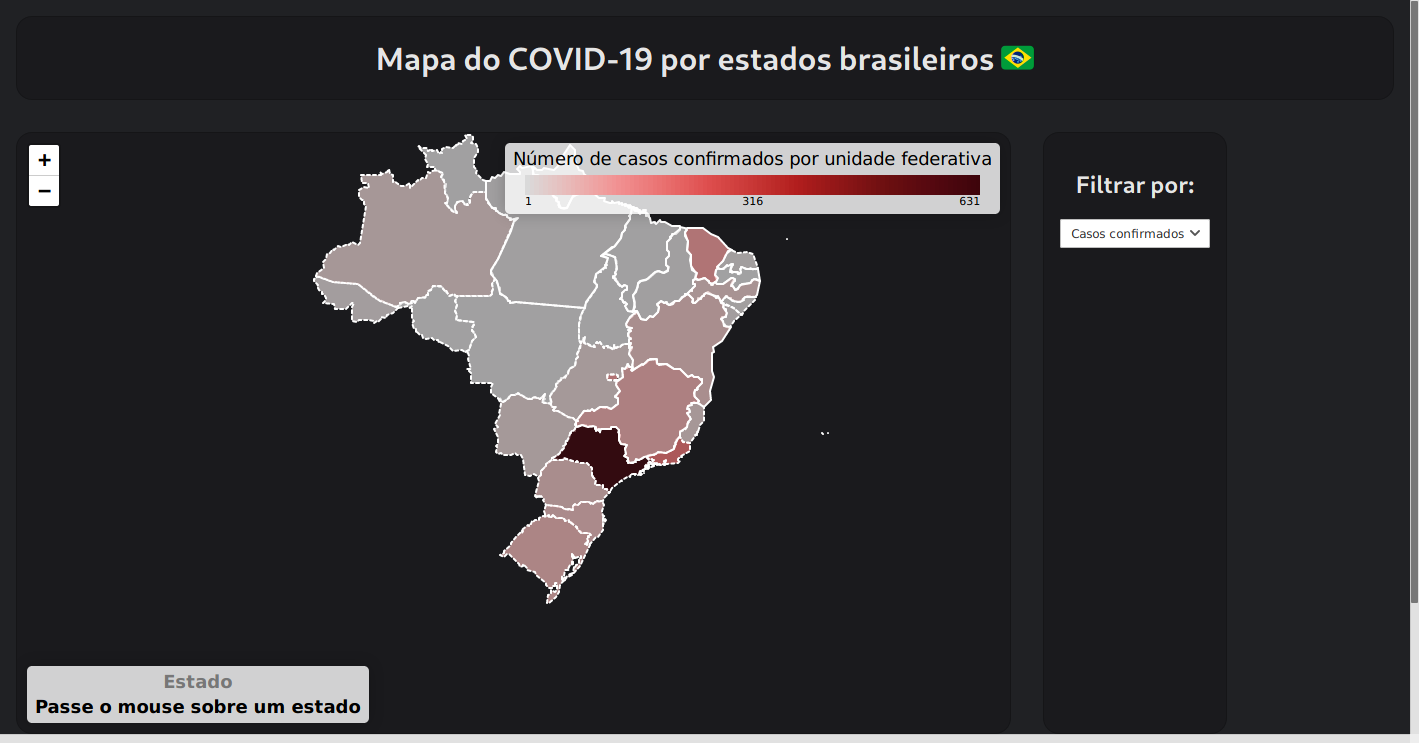 Mapa do COVID-19 por estados brasileiros
+
−
Número de casos confirmados por unidade federativa
1 316 631
Filtrar por:
Casos confirmados
Estado
Passe o mouse sobre um estado